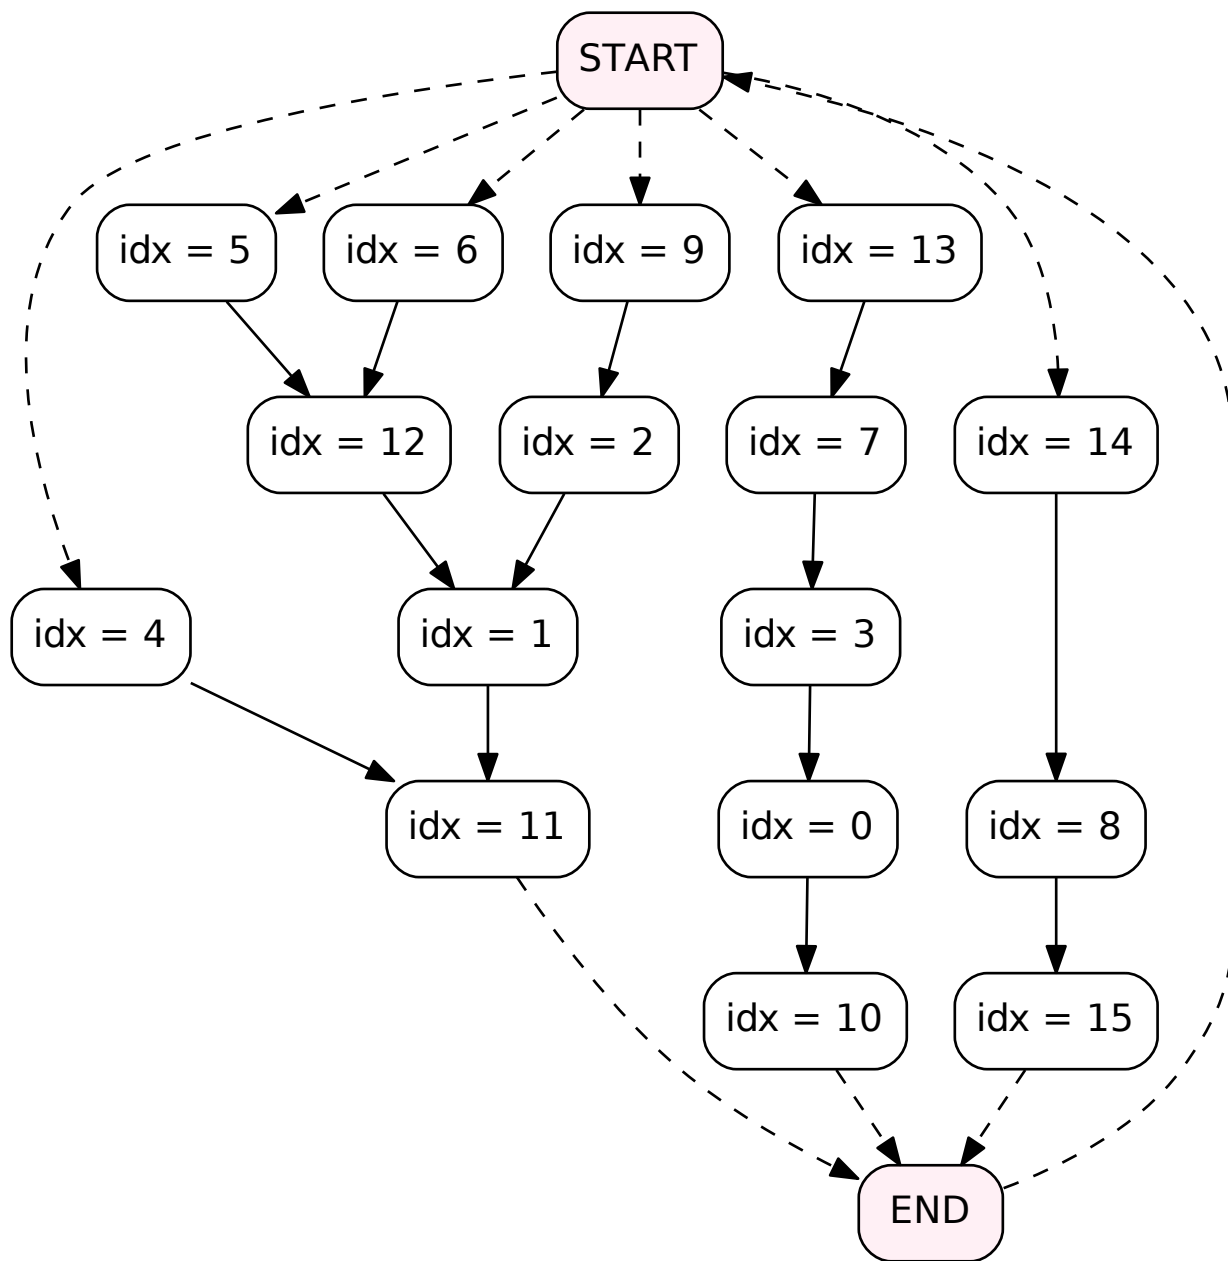 START
idx = 5
idx = 6
idx = 9
idx = 13
idx = 12
idx = 2
idx = 7
idx = 14
idx = 4
idx = 1
idx = 3
idx = 11
idx = 0
idx = 8
idx = 10
idx = 15
END